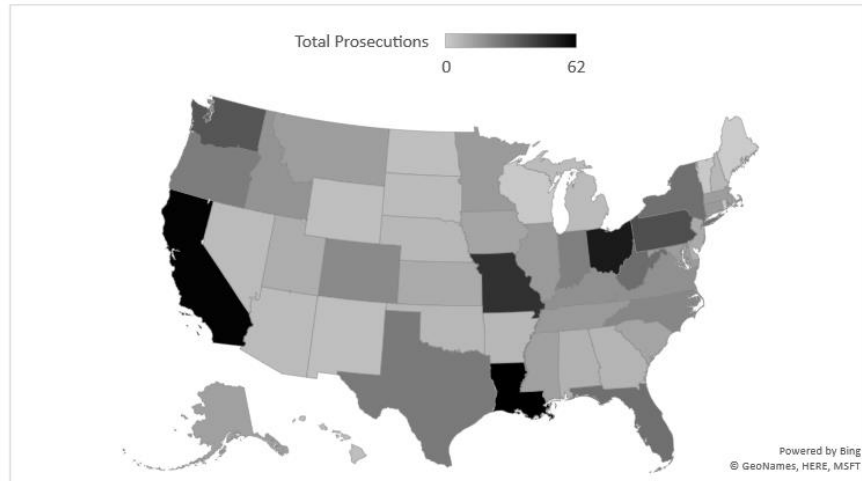 Total Prosecutions
0 62
Powered by Bing
© GeoNames, HERE, MSFT